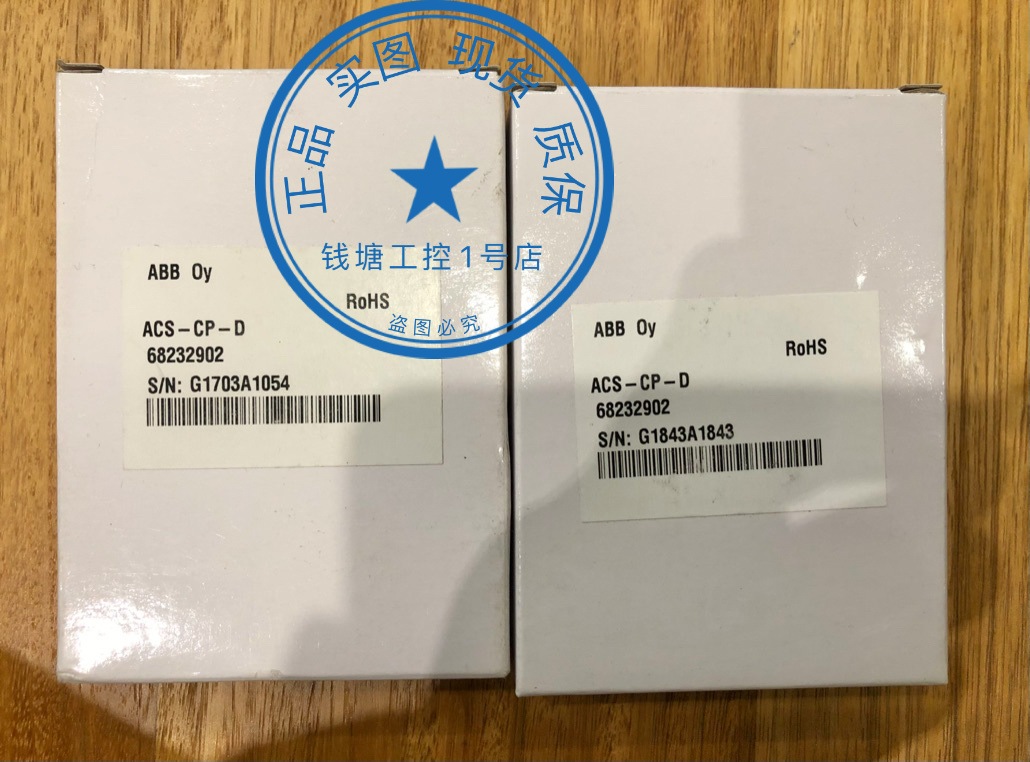 正品 实图 现货 质保
钱塘工控1号店
盗图必究
ABB Oy
RoHS
ACS-CP-D
68232902
S/N: G1703A1054
ABB Oy
RoHS
ACS-CP-D
68232902
S/N: G1843A1843